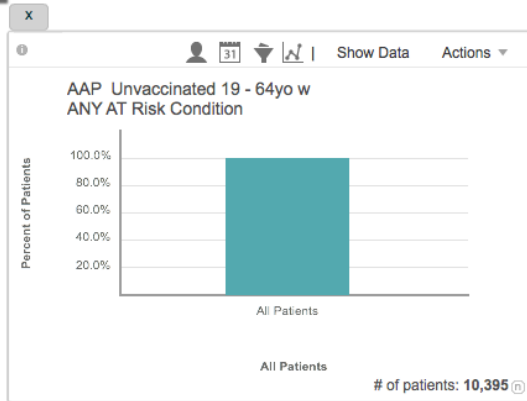 X
31 | Show Data Actions
AAP Unvaccinated 19 - 64yo w
ANY AT Risk Condition
Percent of Patients
100.0%
80.0%
60.0%
40.0%
20.0%
All Patients
All Patients
# of patients: 10,395 n